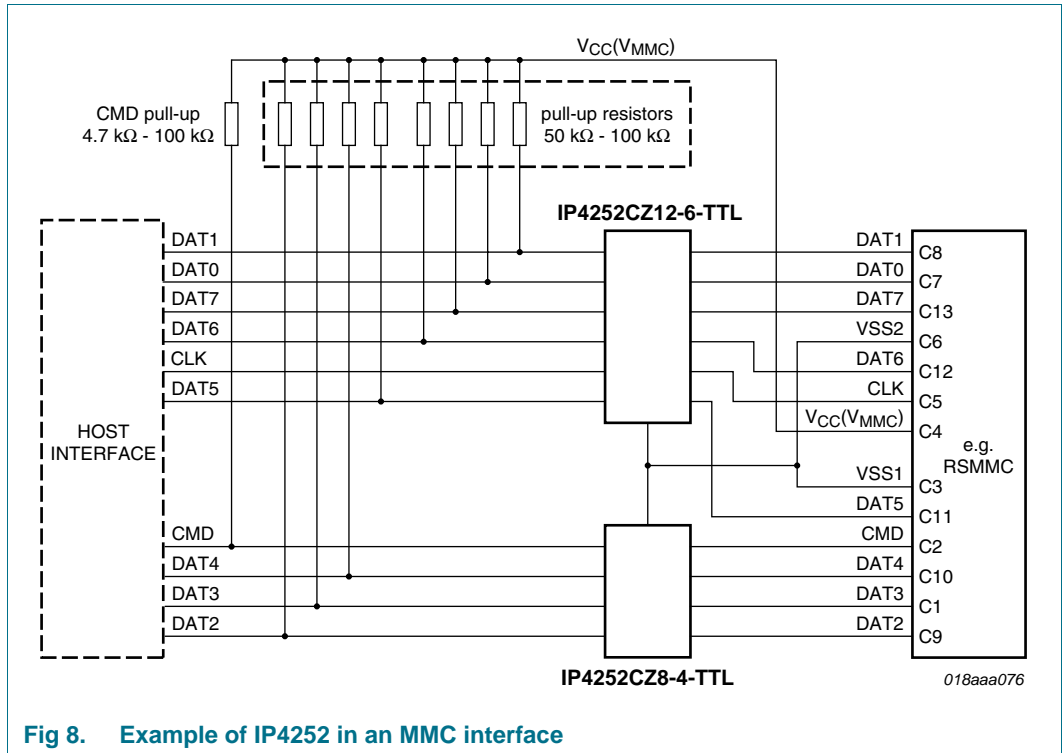 VCC(VMMC)
CMD pull-up
4.7 kΩ - 100 kΩ
pull-up resistors
50 kΩ - 100 kΩ
IP4252CZ12-6-TTL
HOST
INTERFACE
DAT1
DAT0
DAT7
DAT6
CLK
DAT5
CMD
DAT4
DAT3
DAT2
DAT1
DAT0
DAT7
VSS2
DAT6
CLK
VCC(VMMC)
VSS1
DAT5
CMD
DAT4
DAT3
DAT2
C8
C7
C13
C6
C12
C5
C4
C3
C11
C2
C10
C1
C9
e.g.
RSMMC
IP4252CZ8-4-TTL
018aaa076
Fig 8. Example of IP4252 in an MMC interface